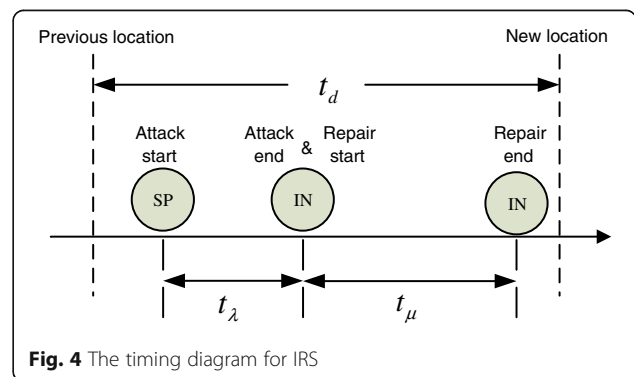 Previous location
New location
t_d
Attack start
Attack end & Repair start
Repair end
SP
IN
IN
t_λ
t_μ
Fig. 4 The timing diagram for IRS